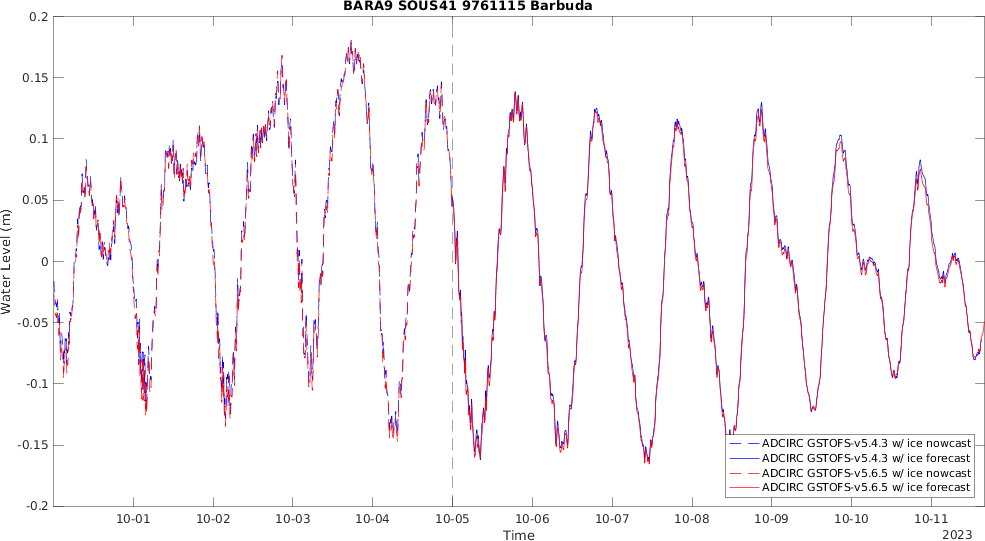 BARA9 SOUS41 9761115 Barbuda
0.2
0.15
0.1
0.05
0
-0.05
-0.1
-0.15
-0.2
Water Level (m)
10-01 10-02 10-03 10-04 10-05 10-06 10-07 10-08 10-09 10-10 10-11
Time
2023
ADCIRC GSTOFS-v5.4.3 w/ ice nowcast
ADCIRC GSTOFS-v5.4.3 w/ ice forecast
ADCIRC GSTOFS-v5.6.5 w/ ice nowcast
ADCIRC GSTOFS-v5.6.5 w/ ice forecast